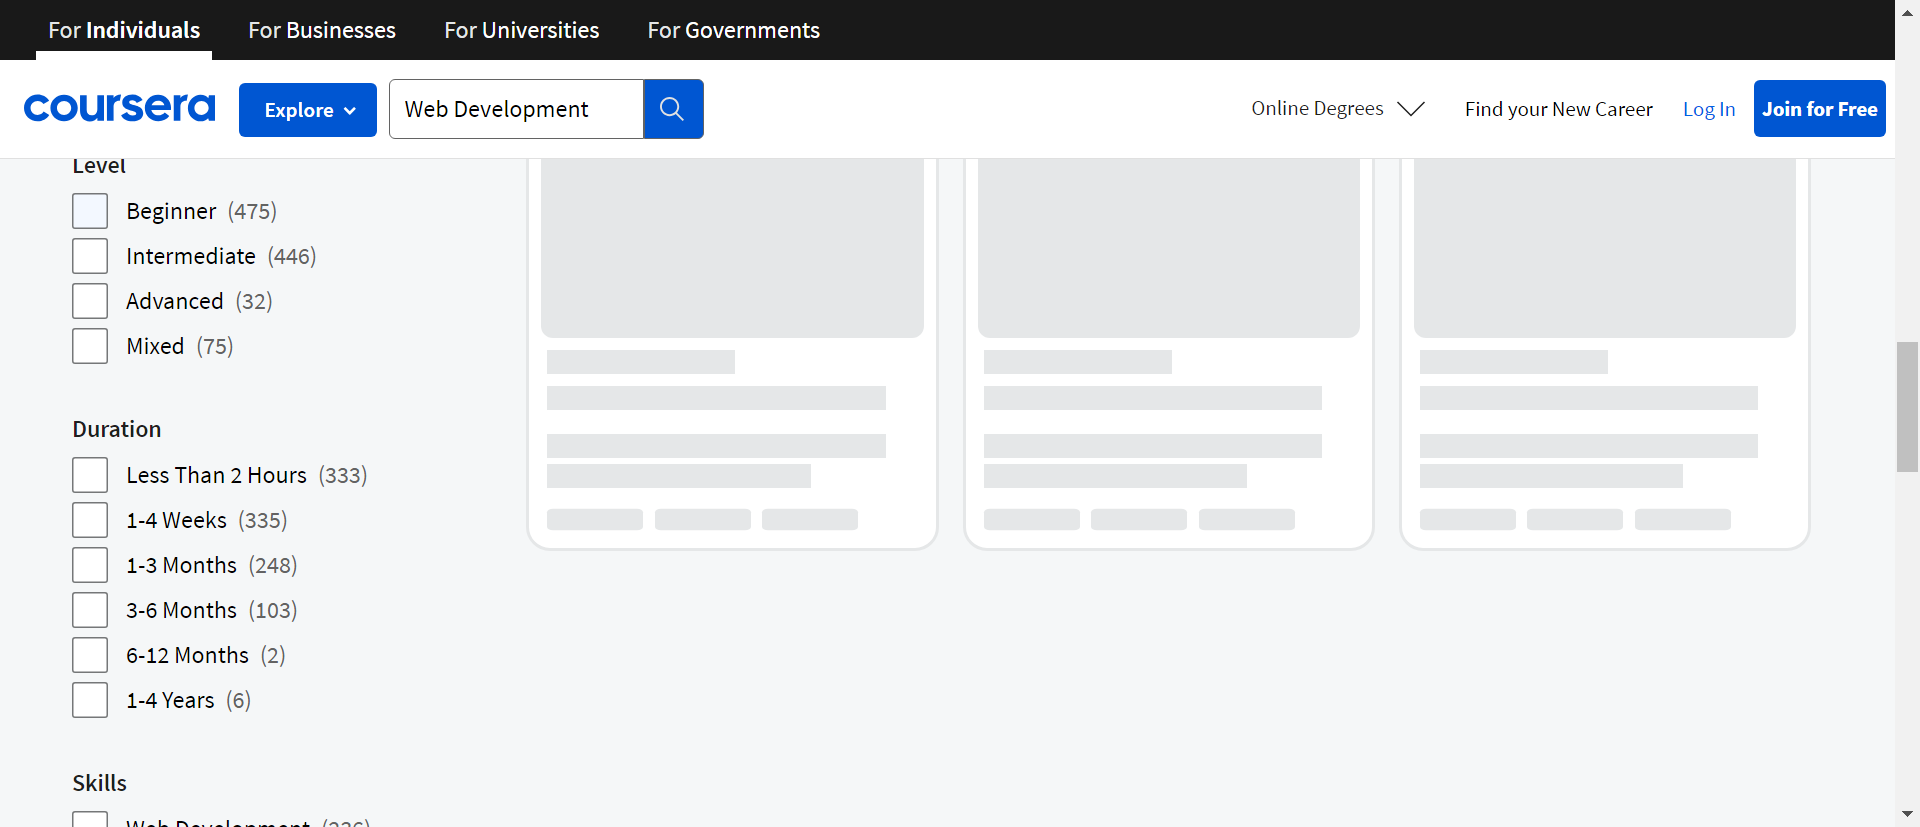 For Individuals For Businesses For Universities For Governments
coursera Explore Web Development Online Degrees Find your New Career Log In Join for Free
Level
Beginner (475)
Intermediate (446)
Advanced (32)
Mixed (75)
Duration
Less Than 2 Hours (333)
1-4 Weeks (335)
1-3 Months (248)
3-6 Months (103)
6-12 Months (2)
1-4 Years (6)
Skills
Web Development